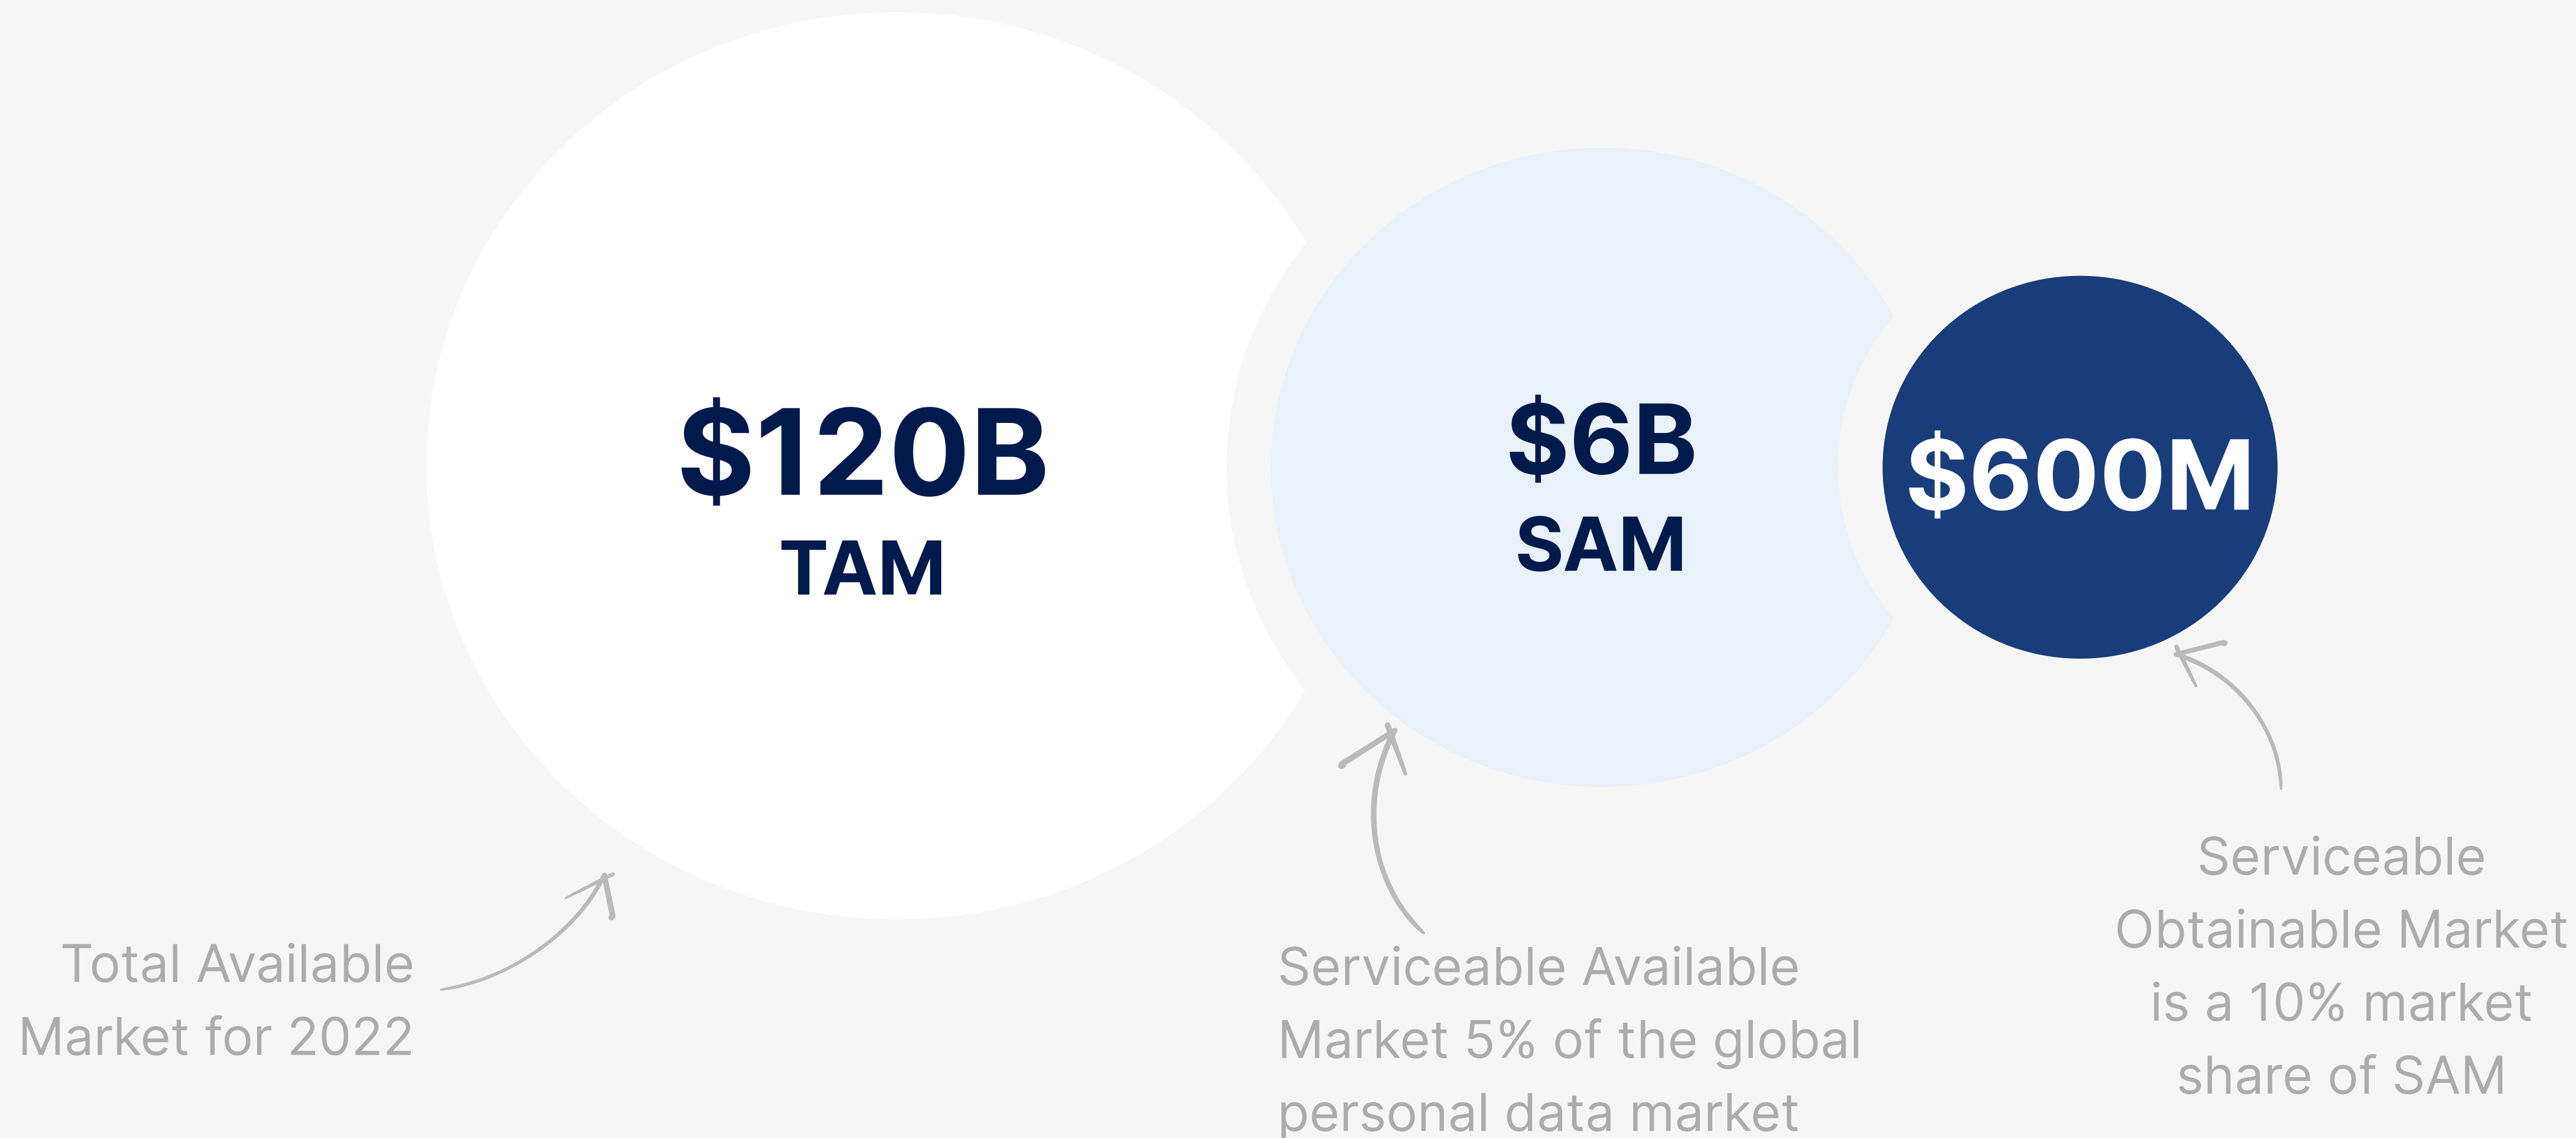 $120B
TAM
$6B
SAM
$600M
Total Available
Market for 2022
Serviceable Available
Market 5% of the global
personal data market
Serviceable
Obtainable Market
is a 10% market
share of SAM